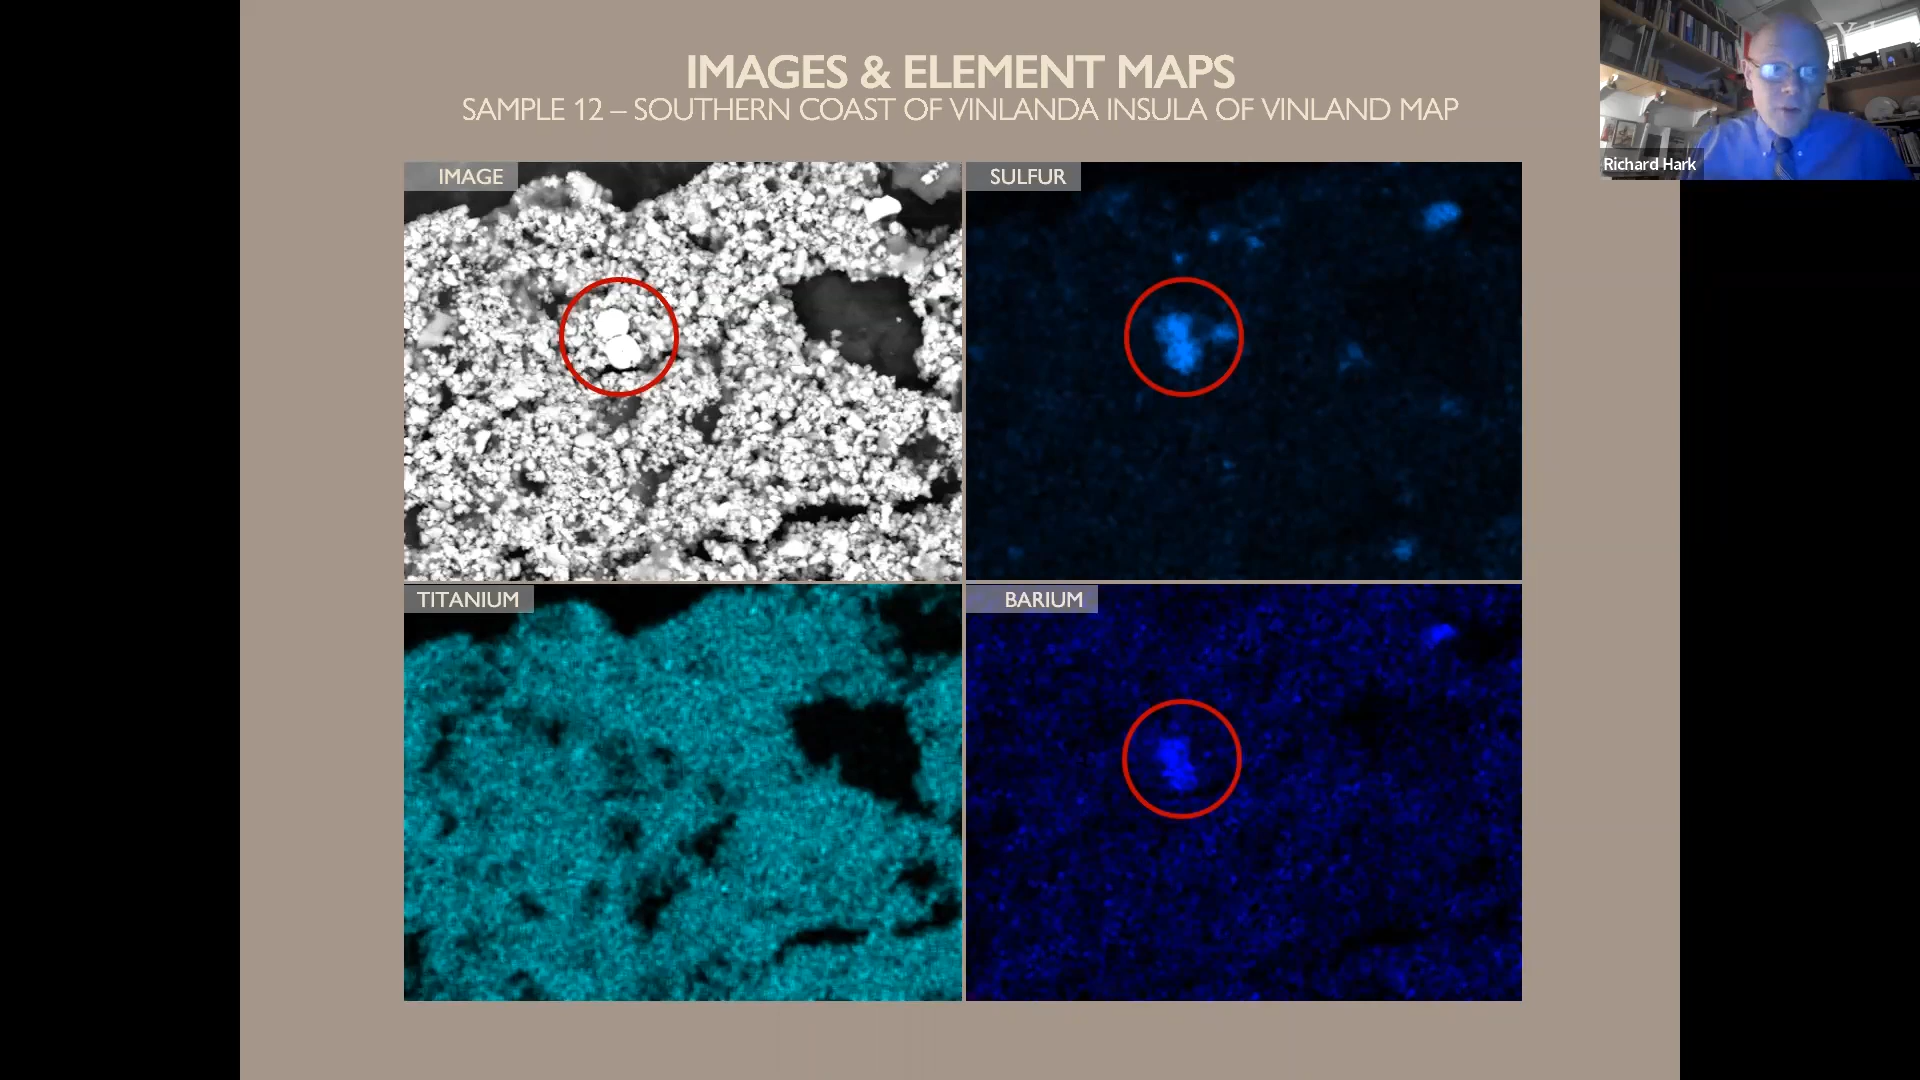 IMAGES & ELEMENT MAPS
SAMPLE 12 – SOUTHERN COAST OF VINLANDA INSULA OF VINLAND MAP
IMAGE
SULFUR
TITANIUM
BARIUM
Richard Hark